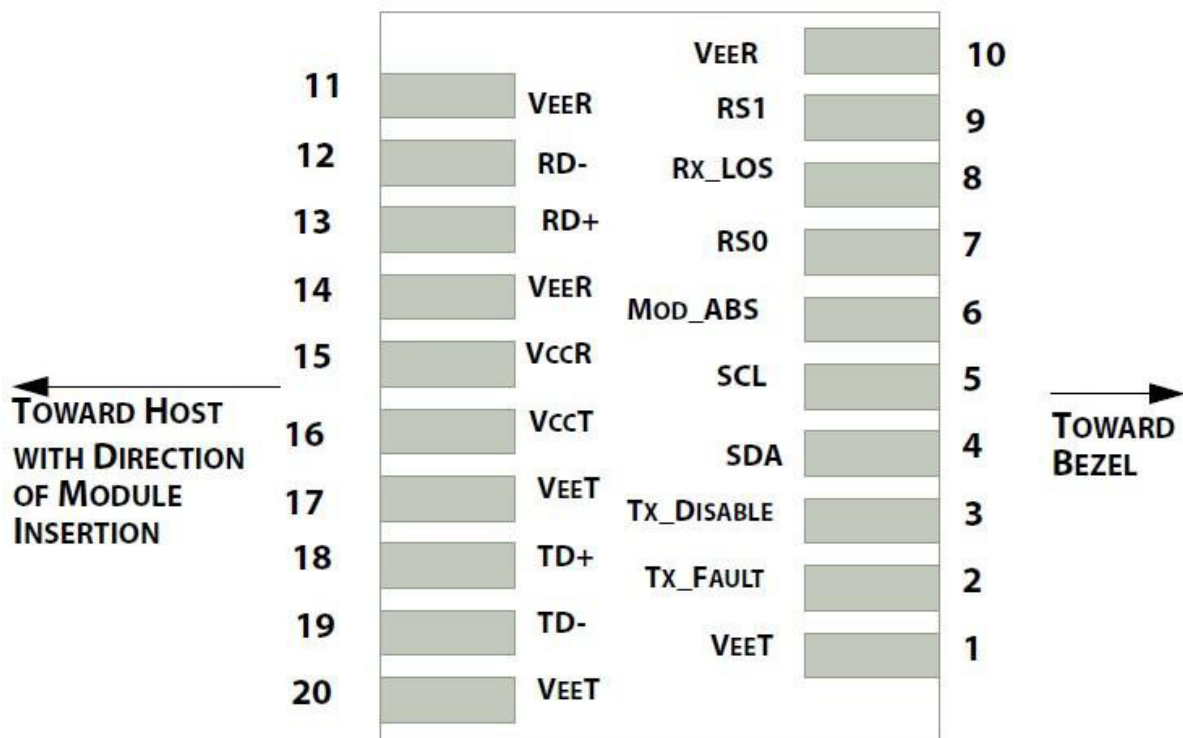 11 VEER
12 RD-
13 RD+
14 VEER
15 VCCR
16 VCCT
17 VEET
18 TD+
19 TD-
20 VEET
VEER 10
RS1 9
RX_LOS 8
RS0 7
MOD_ABS 6
SCL 5
SDA 4
TX_DISABLE 3
TX_FAULT 2
VEET 1
TOWARD HOST
WITH DIRECTION
OF MODULE
INSERTION
TOWARD
BEZEL